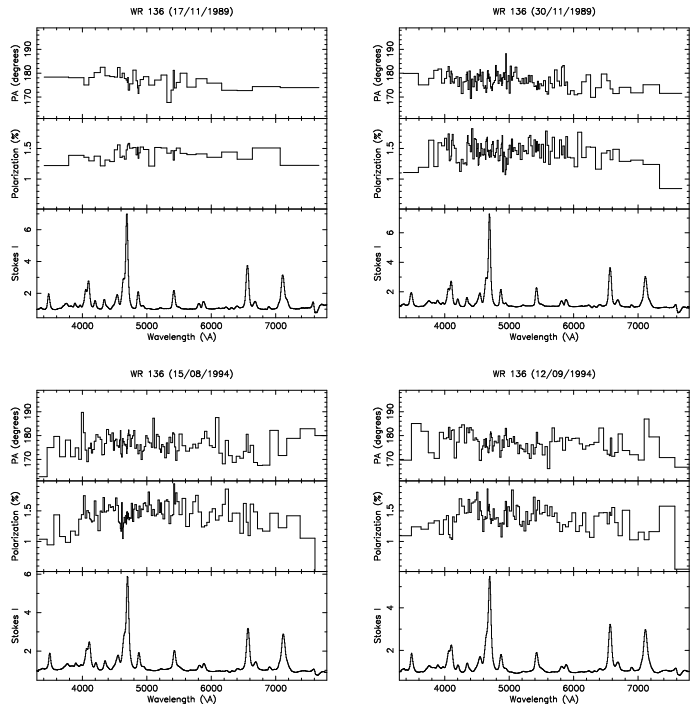 WR 136 (17/11/1989)
PA (degrees)
170 180 190
Polarization (%)
1 1.5
Stokes I
2 4 6
4000 5000 6000 7000
Wavelength (\A)
WR 136 (30/11/1989)
PA (degrees)
170 180 190
Polarization (%)
1 1.5
Stokes I
2 4 6
4000 5000 6000 7000
Wavelength (\A)
WR 136 (15/08/1994)
PA (degrees)
170 180 190
Polarization (%)
1 1.5
Stokes I
2 4 6
4000 5000 6000 7000
Wavelength (\A)
WR 136 (12/09/1994)
PA (degrees)
170 180 190
Polarization (%)
1 1.5
Stokes I
2 4
4000 5000 6000 7000
Wavelength (\A)